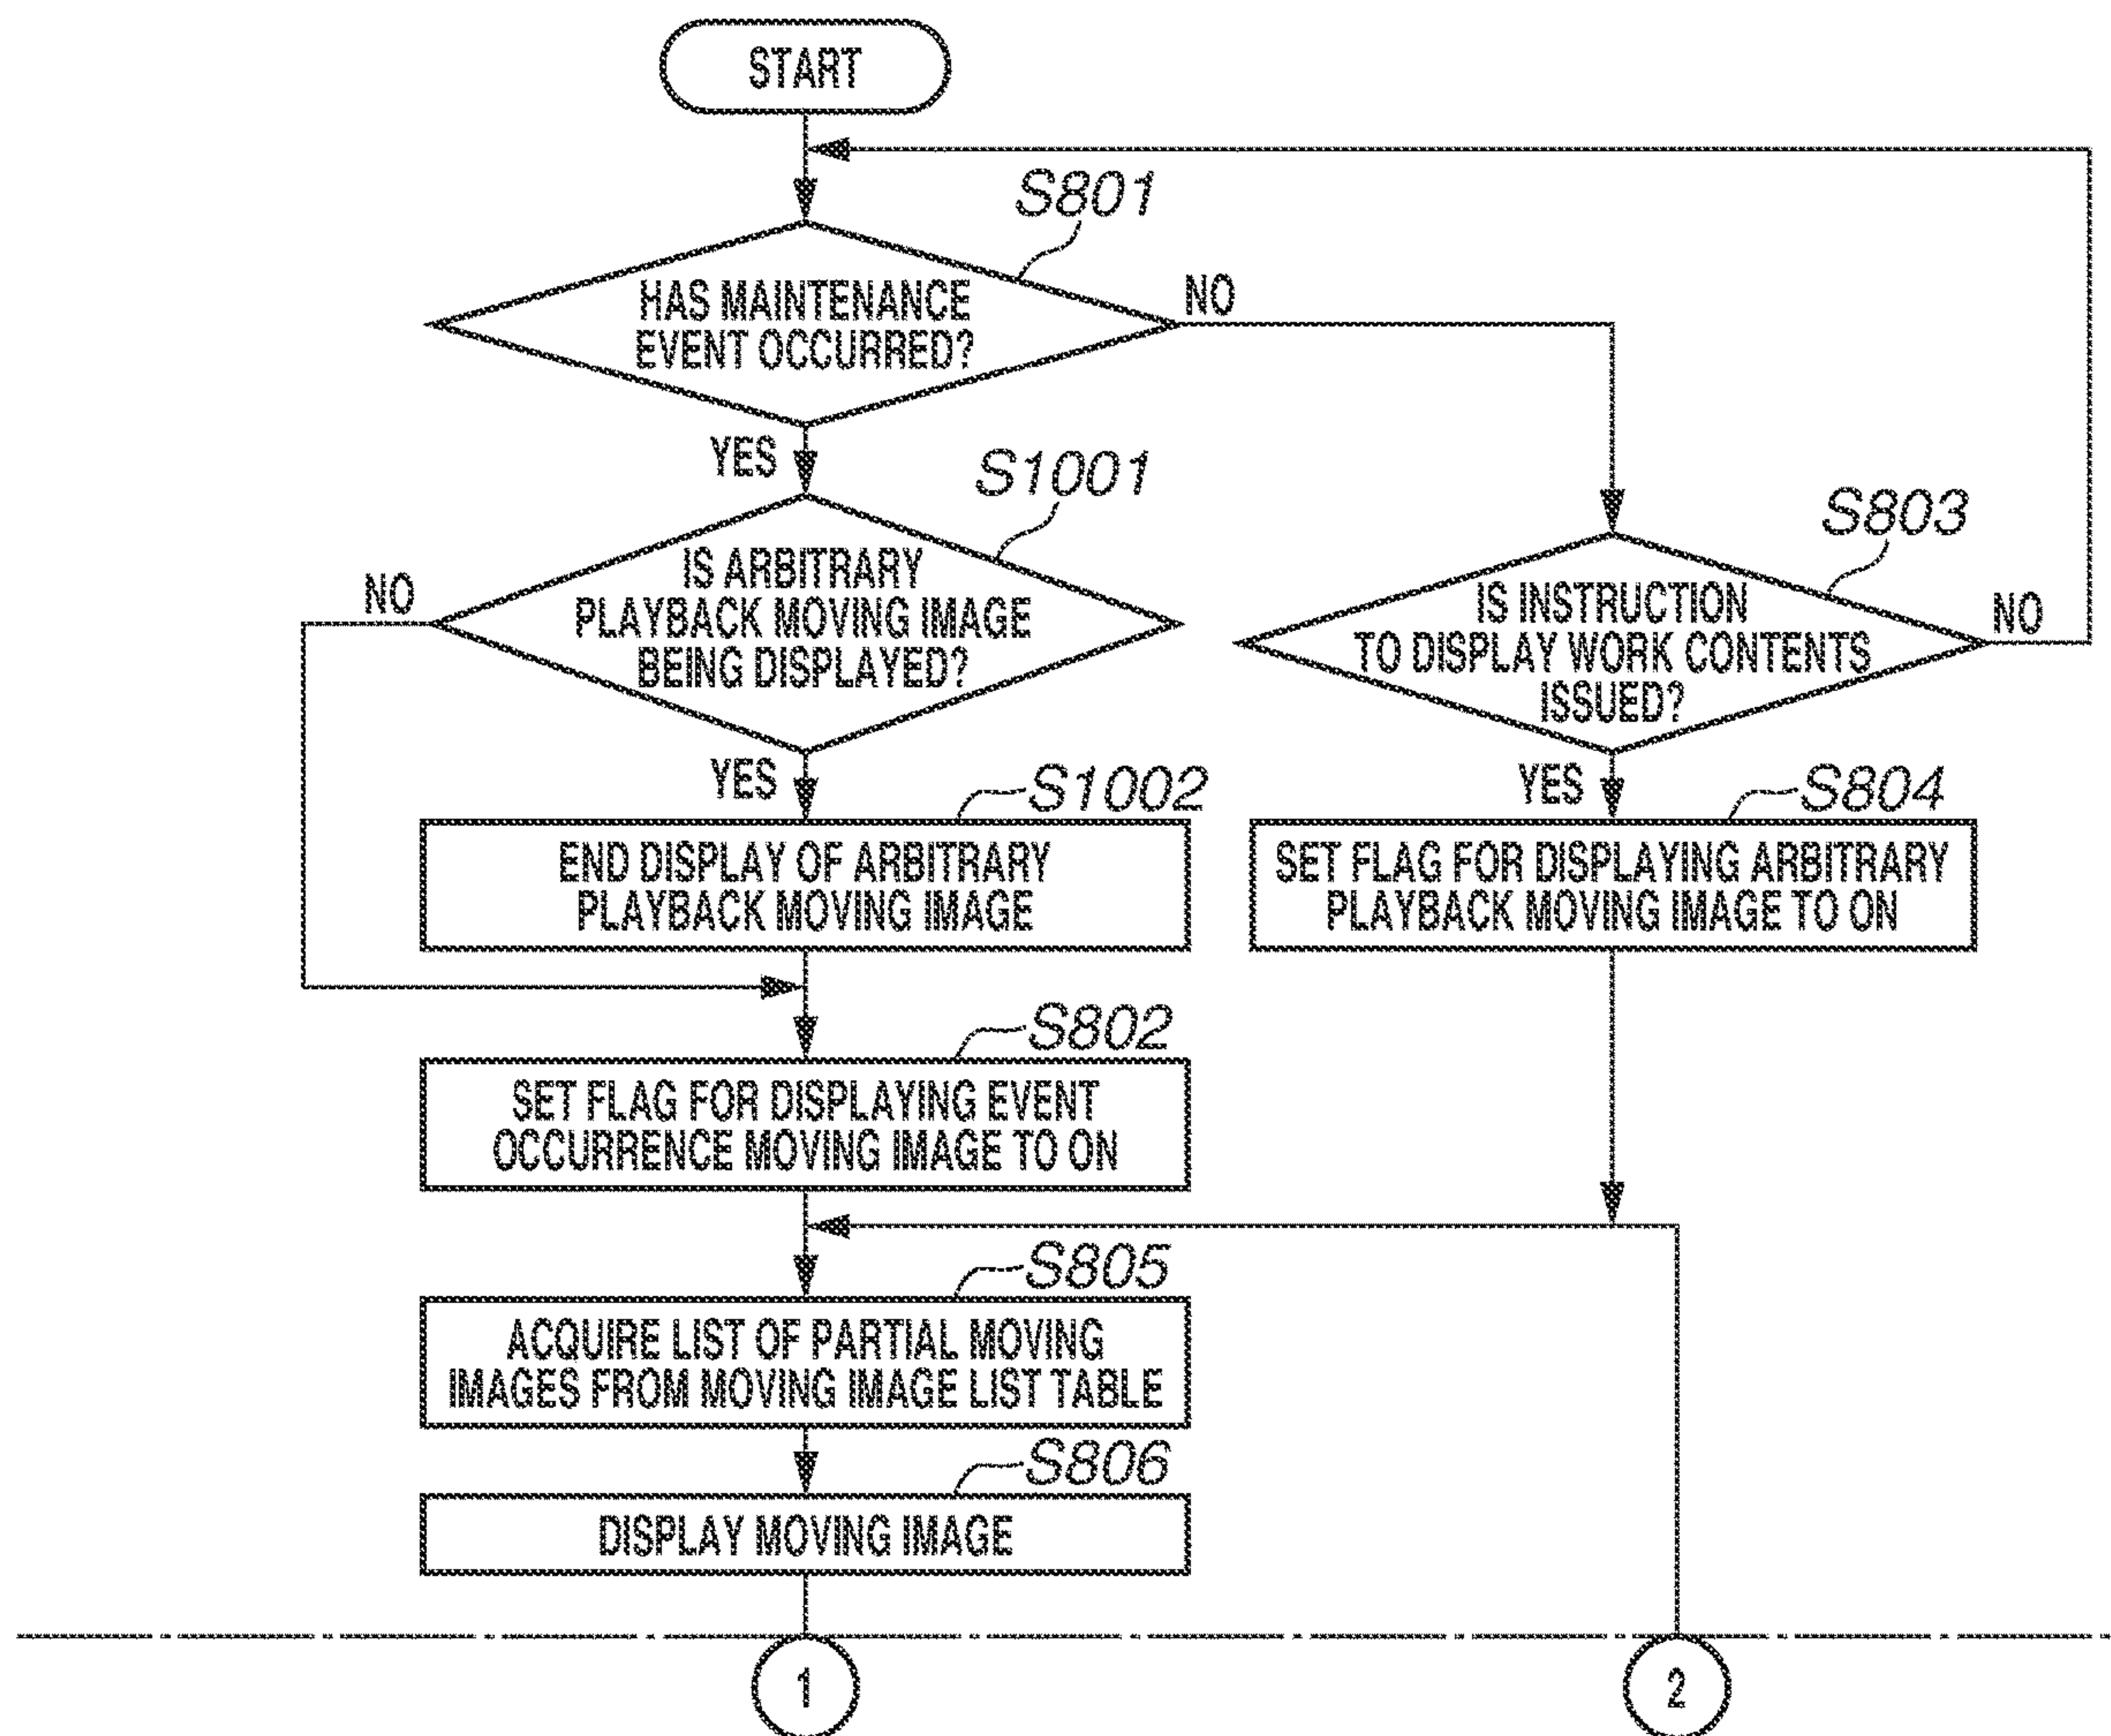 START
S801
HAS MAINTENANCE
EVENT OCCURRED?
NO
YES
S1001
IS ARBITRARY
PLAYBACK MOVING IMAGE
BEING DISPLAYED?
NO
S803
IS INSTRUCTION
TO DISPLAY WORK CONTENTS
ISSUED?
NO
YES
S1002
END DISPLAY OF ARBITRARY
PLAYBACK MOVING IMAGE
YES
S804
SET FLAG FOR DISPLAYING ARBITRARY
PLAYBACK MOVING IMAGE TO ON
S802
SET FLAG FOR DISPLAYING EVENT
OCCURRENCE MOVING IMAGE TO ON
S805
ACQUIRE LIST OF PARTIAL MOVING
IMAGES FROM MOVING IMAGE LIST TABLE
S806
DISPLAY MOVING IMAGE
1
2